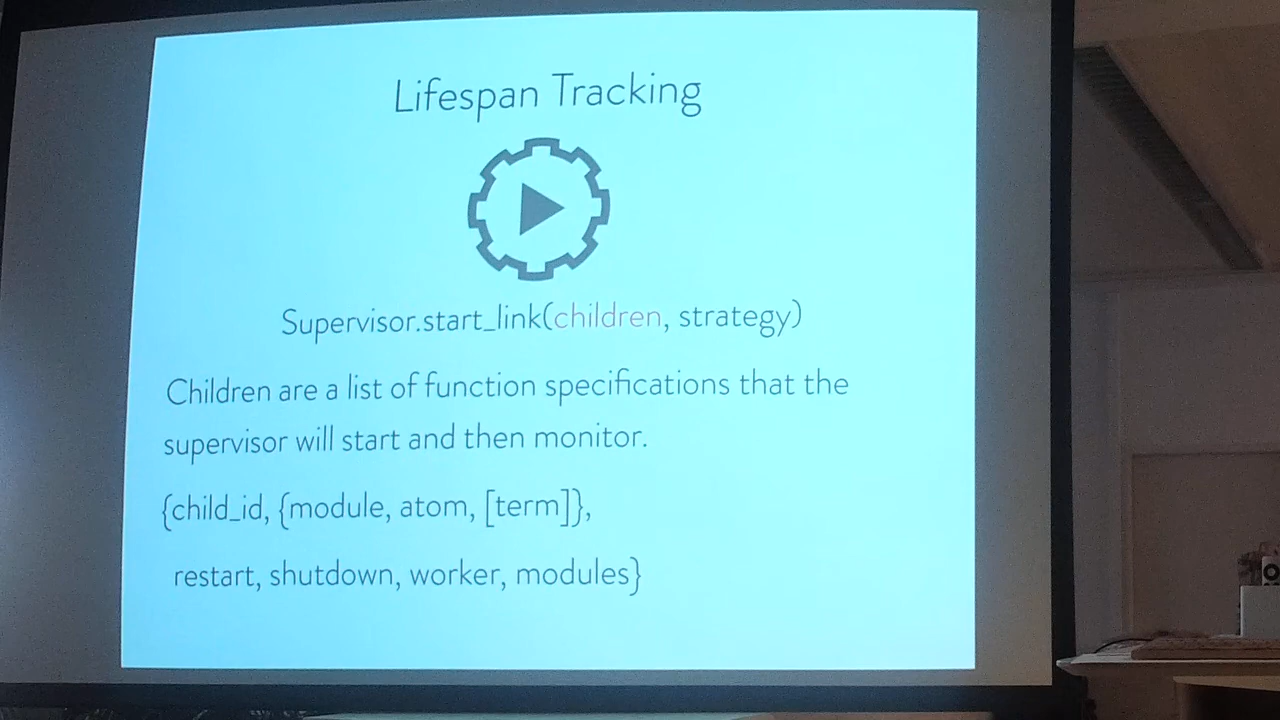 Lifespan Tracking
Supervisor.start_link(children, strategy)
Children are a list of function specifications that the
supervisor will start and then monitor.
{child_id, {module, atom, [term]},
restart, shutdown, worker, modules}